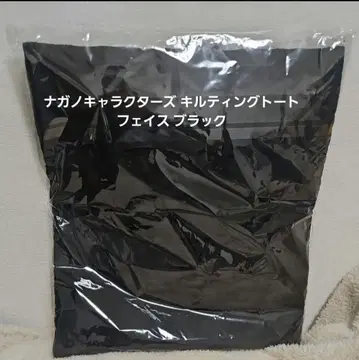 ナガノキャラクターズ キルティングトート
フェイス ブラック